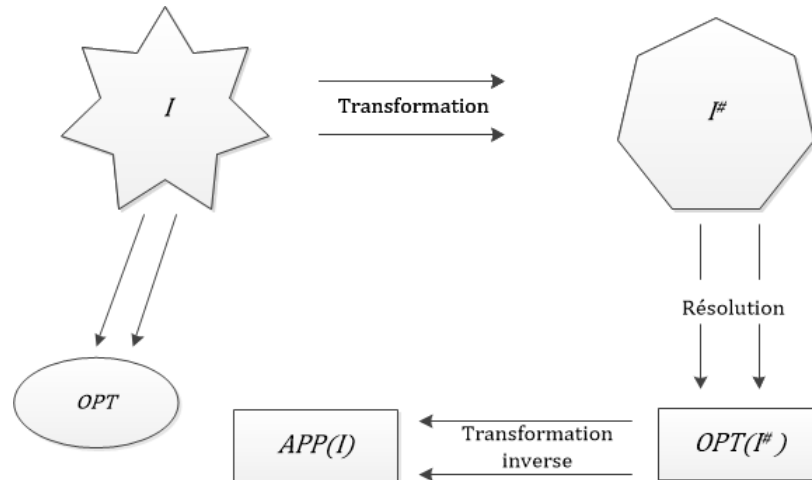 I
Transformation
I#
Résolution
OPT
APP(I)
Transformation
inverse
OPT(I#)